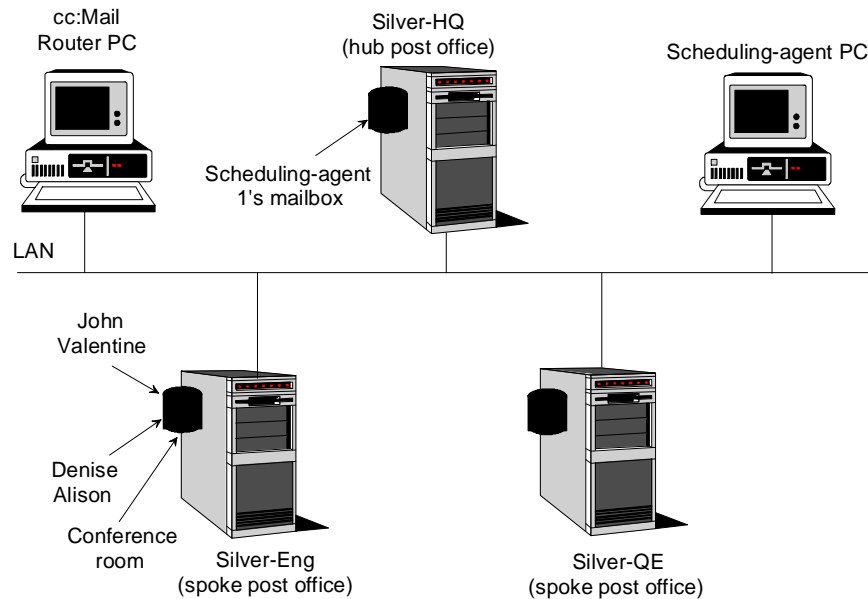 cc:Mail
Router PC
Silver-HQ
(hub post office)
Scheduling-agent PC
Scheduling-agent
1's mailbox
LAN
John
Valentine
Denise
Alison
Conference
room
Silver-Eng
(spoke post office)
Silver-QE
(spoke post office)